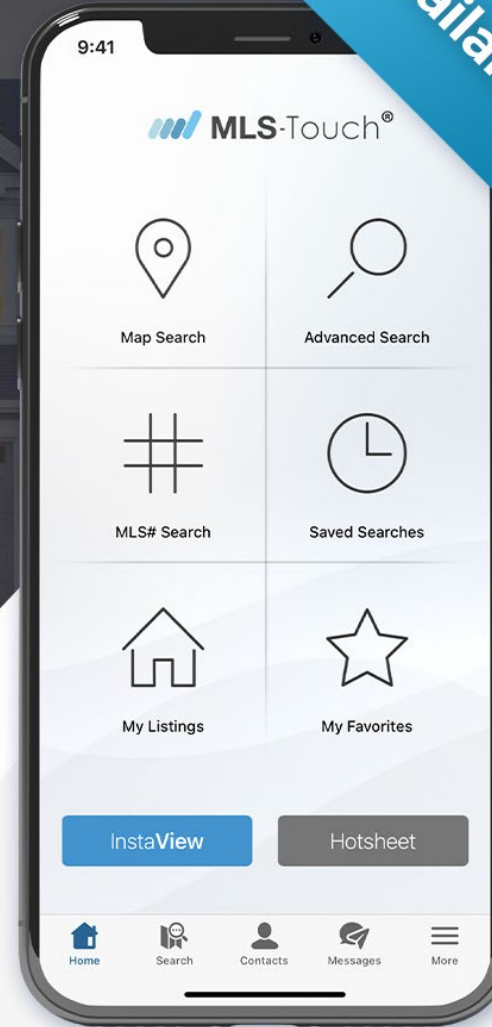 9:41
MLS-Touch®
Map Search
Advanced Search
MLS# Search
Saved Searches
My Listings
My Favorites
InstaView
Hotsheet
Home
Search
Contacts
Messages
More